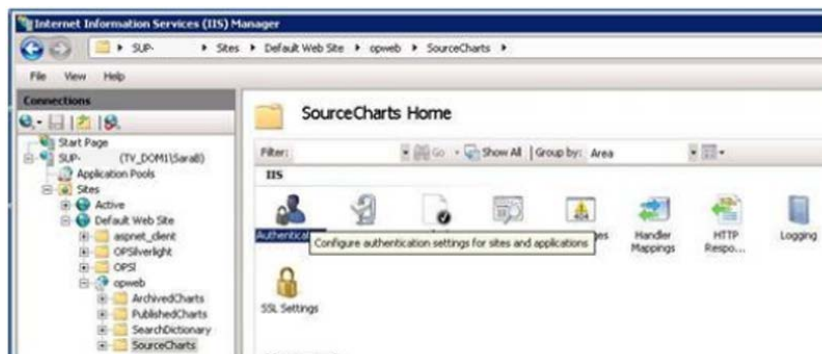 Internet Information Services (IIS) Manager
SUP- Sites Default Web Site opweb SourceCharts
File View Help
Connections
Start Page
SUP- (TV_DOM1\SaraB)
Application Pools
Sites
Active
Default Web Site
aspnet_client
OPSilverlight
OPSI
opweb
ArchivedCharts
PublishedCharts
SearchDictionary
SourceCharts
SourceCharts Home
Filter: Go Show All Group by: Area
IIS
Authenticat
Configure authentication settings for sites and applications
Handler
Mappings
HTTP
Respo...
Logging
SSL Settings